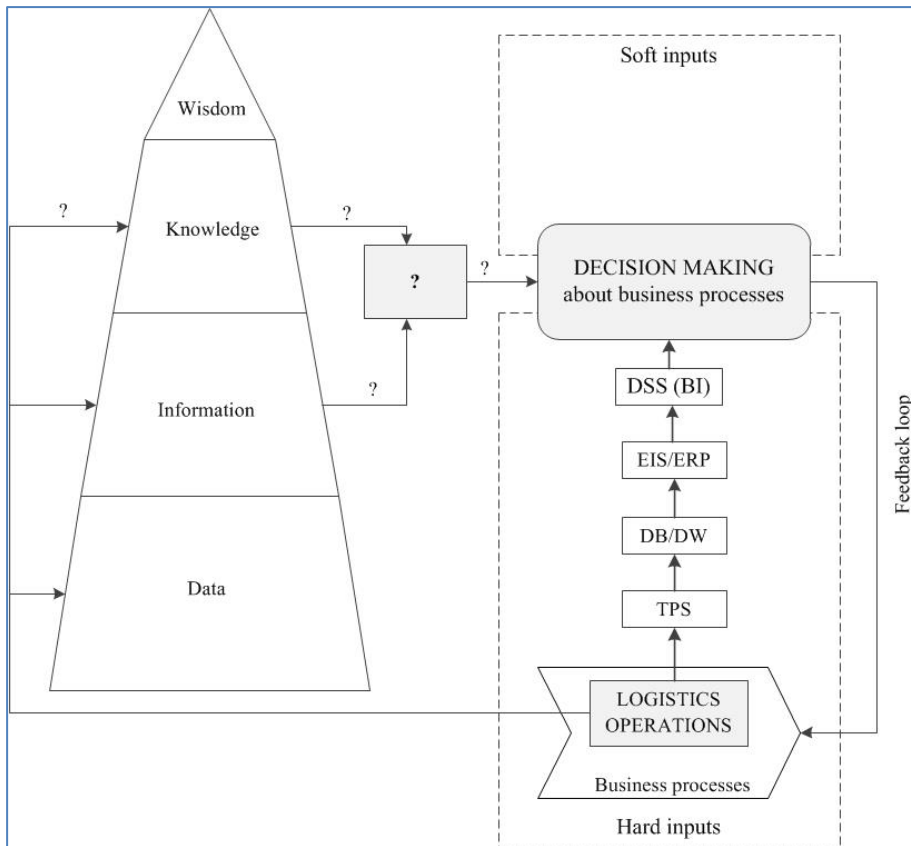 Soft inputs
Wisdom
?
Knowledge
?
?
?
DECISION MAKING
about business processes
?
Information
DSS (BI)
EIS/ERP
Feedback loop
DB/DW
Data
TPS
LOGISTICS
OPERATIONS
Business processes
Hard inputs